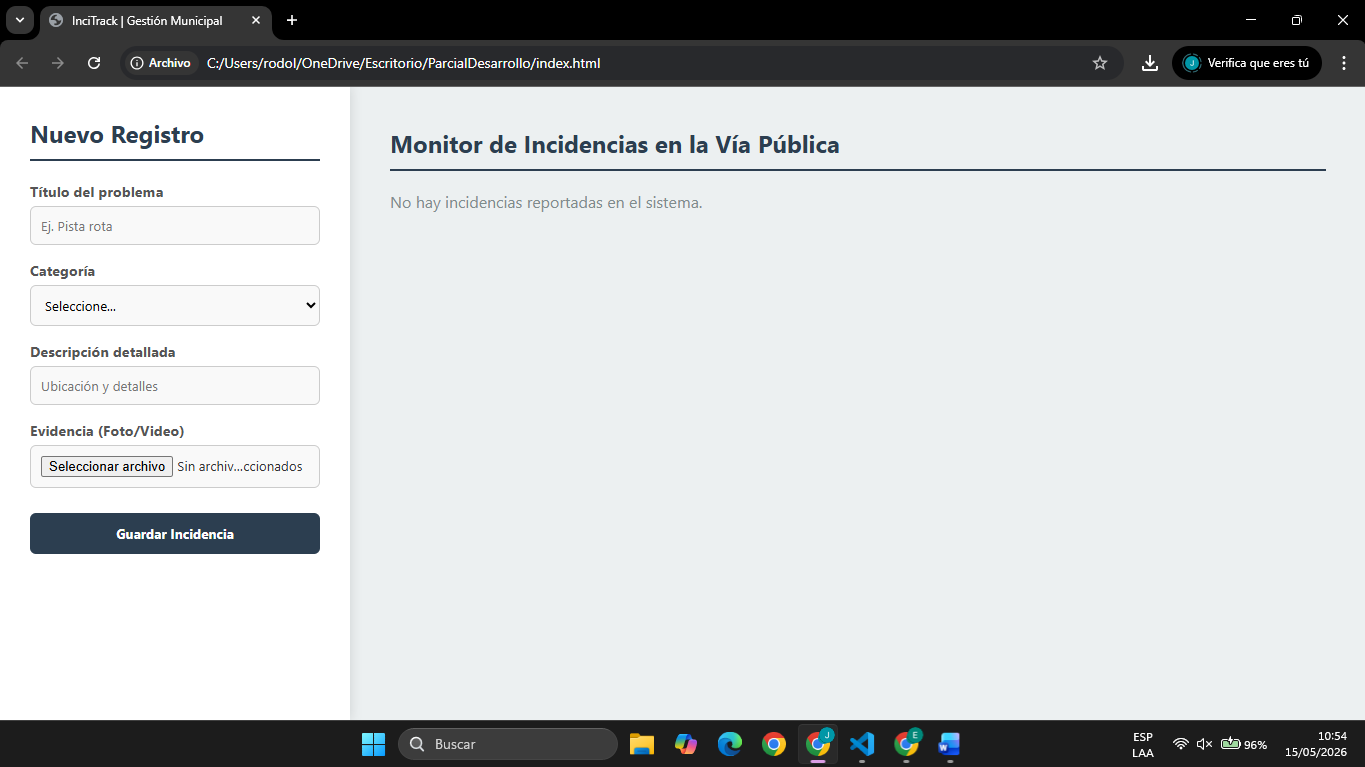 InciTrack | Gestión Municipal
Archivo
C:/Users/rodol/OneDrive/Escritorio/ParcialDesarrollo/index.html
J
Verifica que eres tú
Nuevo Registro
Título del problema
Ej. Pista rota
Categoría
Seleccione...
Descripción detallada
Ubicación y detalles
Evidencia (Foto/Video)
Seleccionar archivo Sin archiv...ccionados
Guardar Incidencia
Monitor de Incidencias en la Vía Pública
No hay incidencias reportadas en el sistema.
Buscar
J
E
W
ESP
LAA
96%
10:54
15/05/2026